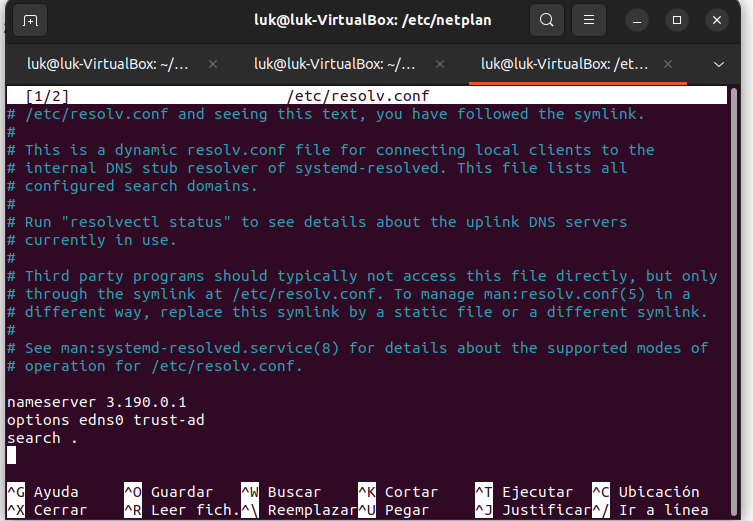 luk@luk-VirtualBox: /etc/netplan
luk@luk-VirtualBox: ~/... × luk@luk-VirtualBox: ~/... × luk@luk-VirtualBox: /et... ×
[1/2] /etc/resolv.conf
# /etc/resolv.conf and seeing this text, you have followed the symlink.
#
# This is a dynamic resolv.conf file for connecting local clients to the
# internal DNS stub resolver of systemd-resolved. This file lists all
# configured search domains.
#
# Run "resolvectl status" to see details about the uplink DNS servers
# currently in use.
#
# Third party programs should typically not access this file directly, but only
# through the symlink at /etc/resolv.conf. To manage man:resolv.conf(5) in a
# different way, replace this symlink by a static file or a different symlink.
#
# See man:systemd-resolved.service(8) for details about the supported modes of
# operation for /etc/resolv.conf.
nameserver 3.190.0.1
options edns0 trust-ad
search .
^G Ayuda ^O Guardar ^W Buscar ^K Cortar ^T Ejecutar ^C Ubicación
^X Cerrar ^R Leer fich. ^\ Reemplazar ^U Pegar ^J Justificar ^/ Ir a línea